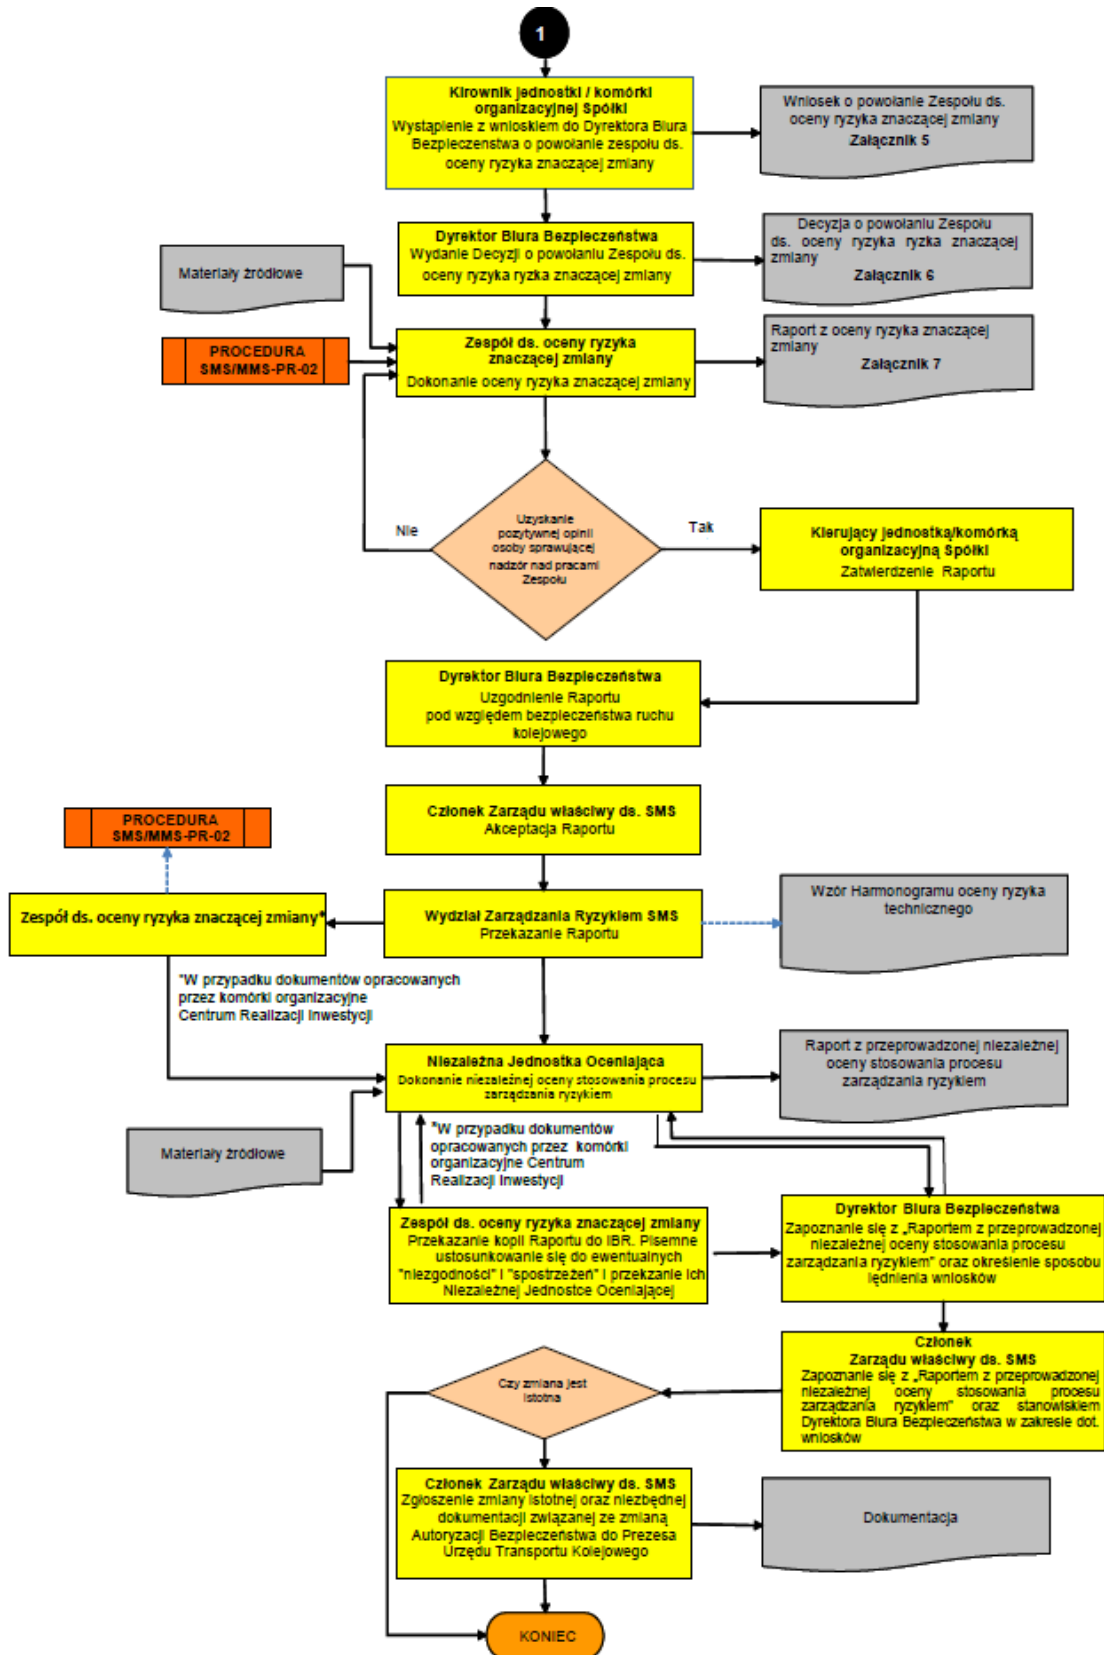 1
Kirownik jednostki / komórki
organizacyjnej Spółki
Wystąpienie z wnioskiem do Dyrektora Biura
Bezpieczenstwa o powołanie zespołu ds.
oceny ryzyka znaczącej zmiany
Wniosek o powołanie Zespołu ds.
oceny ryzyka znaczącej zmiany
Załącznik 5
Dyrektor Biura Bezpieczeństwa
Wydanie Decyzji o powołaniu Zespołu ds.
oceny ryzyka ryzka znaczącej zmiany
Decyzja o powołaniu Zespołu
ds. oceny ryzyka ryzka znaczącej
zmiany
Załącznik 6
Materiały źródłowe
PROCEDURA
SMS/MMS-PR-02
Zespół ds. oceny ryzyka
znaczącej zmiany
Dokonanie oceny ryzyka znaczącej zmiany
Raport z oceny ryzyka znaczącej
zmiany
Załącznik 7
Nie
Uzyskanie
pozytywnej opinii
osoby sprawującej
nadzór nad pracami
Zespołu
Tak
Kierujący jednostką/komórką
organizacyjną Spółki
Zatwierdzenie Raportu
Dyrektor Biura Bezpieczeństwa
Uzgodnienie Raportu
pod względem bezpieczeństwa ruchu
kolejowego
Członek Zarządu właściwy ds. SMS
Akceptacja Raportu
PROCEDURA
SMS/MMS-PR-02
Zespół ds. oceny ryzyka znaczącej zmiany*
Wydział Zarządzania Ryzykiem SMS
Przekazanie Raportu
Wzór Harmonogramu oceny ryzyka
technicznego
*W przypadku dokumentów opracowanych
przez komórki organizacyjne
Centrum Realizacji Inwestycji
Niezależna Jednostka Oceniająca
Dokonanie niezależnej oceny stosowania procesu
zarządzania ryzykiem
Raport z przeprowadzonej niezależnej
oceny stosowania procesu
zarządzania ryzykiem
Materiały źródłowe
*W przypadku dokumentów
opracowanych przez komórki
organizacyjne Centrum
Realizacji Inwestycji
Zespół ds. oceny ryzyka znaczącej zmiany
Przekazanie kopii Raportu do IBR. Pisemne
ustosunkowanie się do ewentualnych
"niezgodności" i "spostrzeżeń" i przekzanie ich
Niezależnej Jednostce Oceniającej
Dyrektor Biura Bezpieczeństwa
Zapoznanie się z „Raportem z przeprowadzonej
niezależnej oceny stosowania procesu
zarządzania ryzykiem” oraz określenie sposobu
lędnienia wniosków
Członek
Zarządu właściwy ds. SMS
Zapoznanie się z „Raportem z przeprowadzonej
niezależnej oceny stosowania procesu
zarządzania ryzykiem” oraz stanowiskiem
Dyrektora Biura Bezpieczeństwa w zakresie dot.
wniosków
Czy zmiana jest
istotna
Członek Zarządu właściwy ds. SMS
Zgłoszenie zmiany istotnej oraz niezbędnej
dokumentacji związanej ze zmianą
Autoryzacji Bezpieczeństwa do Prezesa
Urzędu Transportu Kolejowego
Dokumentacja
KONIEC